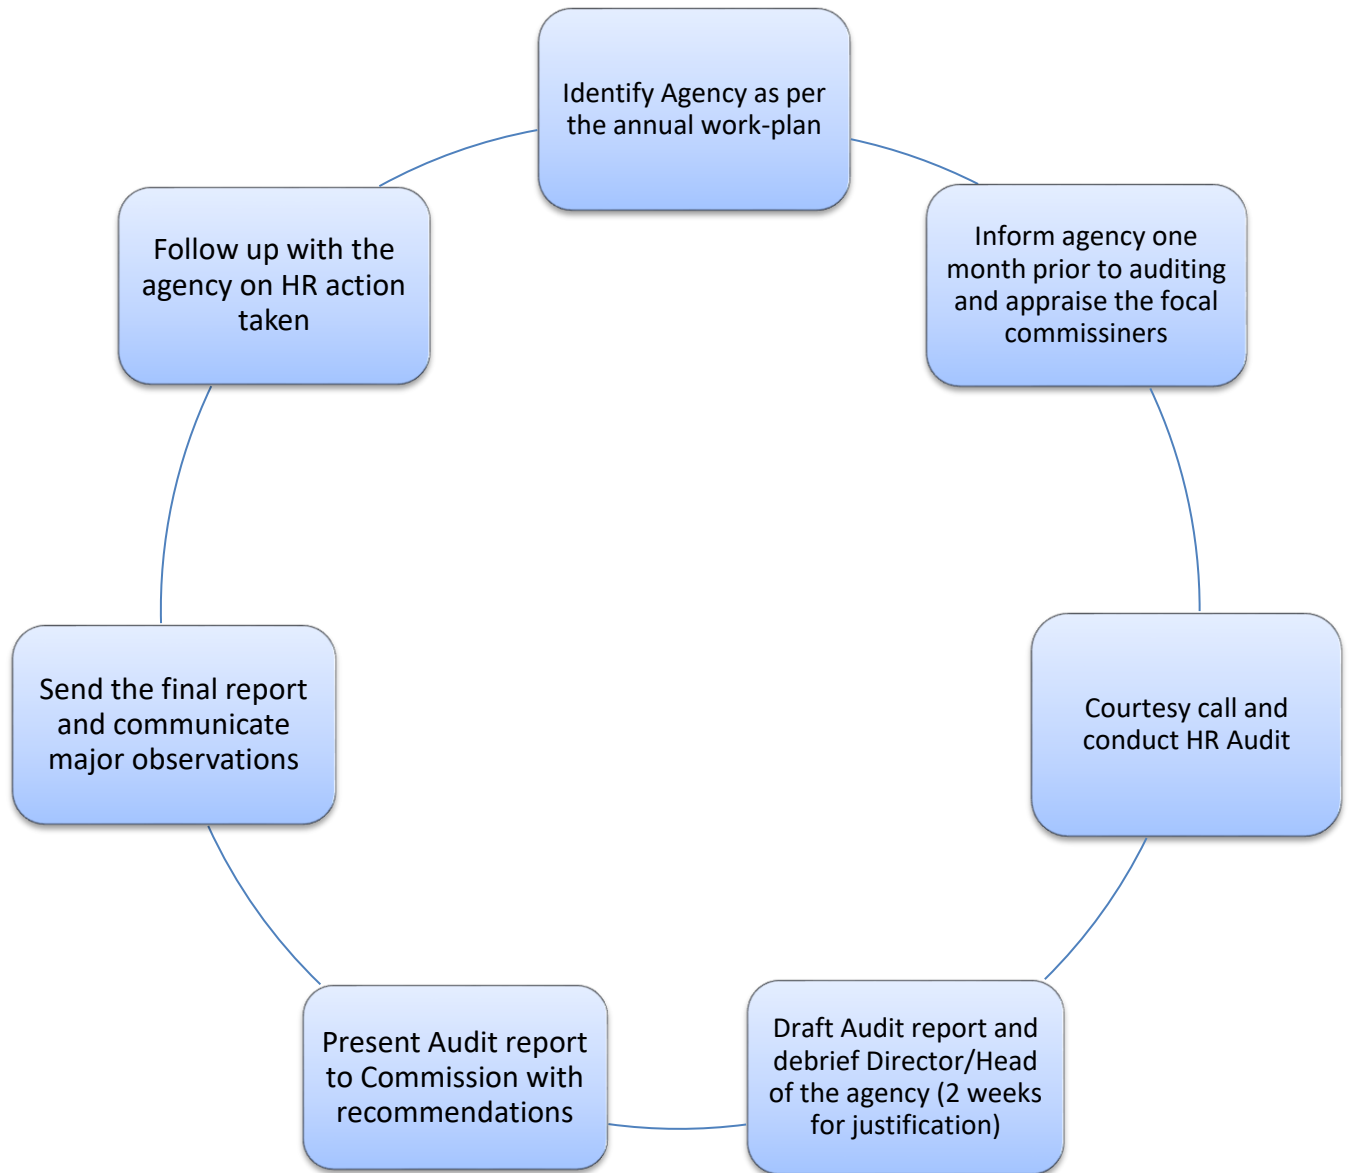 Identify Agency as per
the annual work-plan
Inform agency one
month prior to auditing
and appraise the focal
commissiners
Courtesy call and
conduct HR Audit
Draft Audit report and
debrief Director/Head
of the agency (2 weeks
for justification)
Present Audit report
to Commission with
recommendations
Send the final report
and communicate
major observations
Follow up with the
agency on HR action
taken